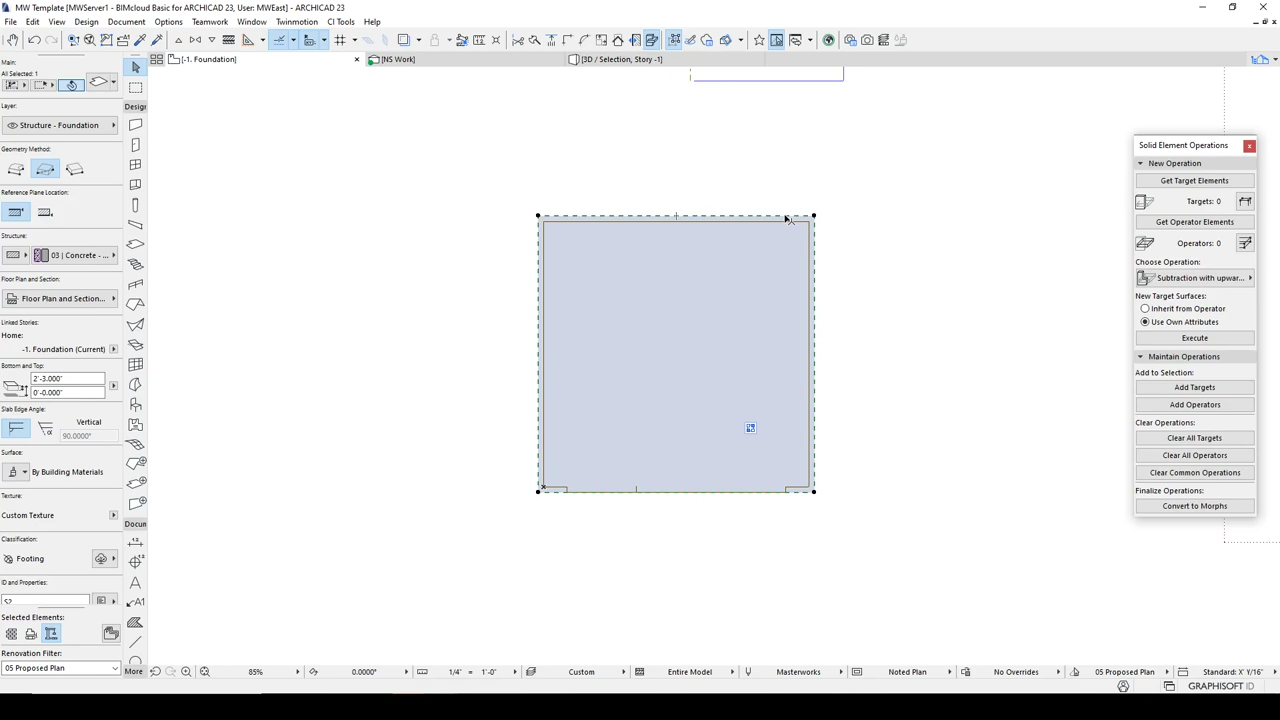 MW Template [MWServer1 - BIMcloud Basic for ARCHICAD 23, User: MWEast] - ARCHICAD 23
File Edit View Design Document Options Teamwork Window Twinmotion CI Tools Help
[-1. Foundation]
[NS Work]
[3D / Selection, Story -1]
Main:
All Selected: 1
Layer:
Structure - Foundation
Geometry Method:
Reference Plane Location:
Structure:
03 | Concrete - ...
Floor Plan and Section:
Floor Plan and Section...
Linked Stories:
Home:
-1. Foundation (Current)
Bottom and Top:
2'-3.000"
0'-0.000"
Slab Edge Angle:
Vertical
90.0000°
Surface:
By Building Materials
Texture:
Custom Texture
Classification:
Footing
ID and Properties:
Selected Elements:
Renovation Filter:
05 Proposed Plan
Desigr
Docun
More
Solid Element Operations
New Operation
Get Target Elements
Targets: 0
Get Operator Elements
Operators: 0
Choose Operation:
Subtraction with upwar...
New Target Surfaces:
Inherit from Operator
Use Own Attributes
Execute
Maintain Operations
Add to Selection:
Add Targets
Add Operators
Clear Operations:
Clear All Targets
Clear All Operators
Clear Common Operations
Finalize Operations:
Convert to Morphs
85%
0.0000°
1/4" = 1'-0"
Custom
Entire Model
Masterworks
Noted Plan
No Overrides
05 Proposed Plan
Standard: X' Y/16"
GRAPHISOFT ID